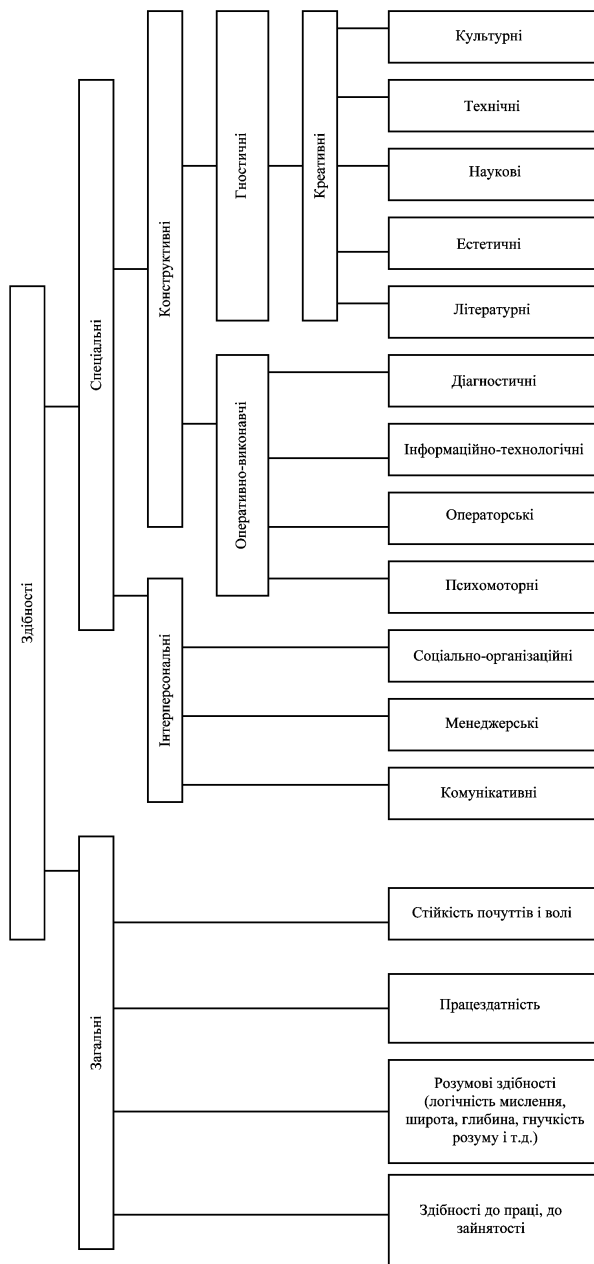 Здібності
Спеціальні
Загальні
Конструктивні
Інтерперсональні
Гностичні
Оперативно-виконавчі
Креативні
Культурні
Технічні
Наукові
Естетичні
Літературні
Діагностичні
Інформаційно-технологічні
Операторські
Психомоторні
Соціально-організаційні
Менеджерські
Комунікативні
Стійкість почуттів і волі
Працездатність
Розумові здібності
(логічність мислення,
широта, глибина, гнучкість
розуму і т.д.)
Здібності до праці, до
зайнятості